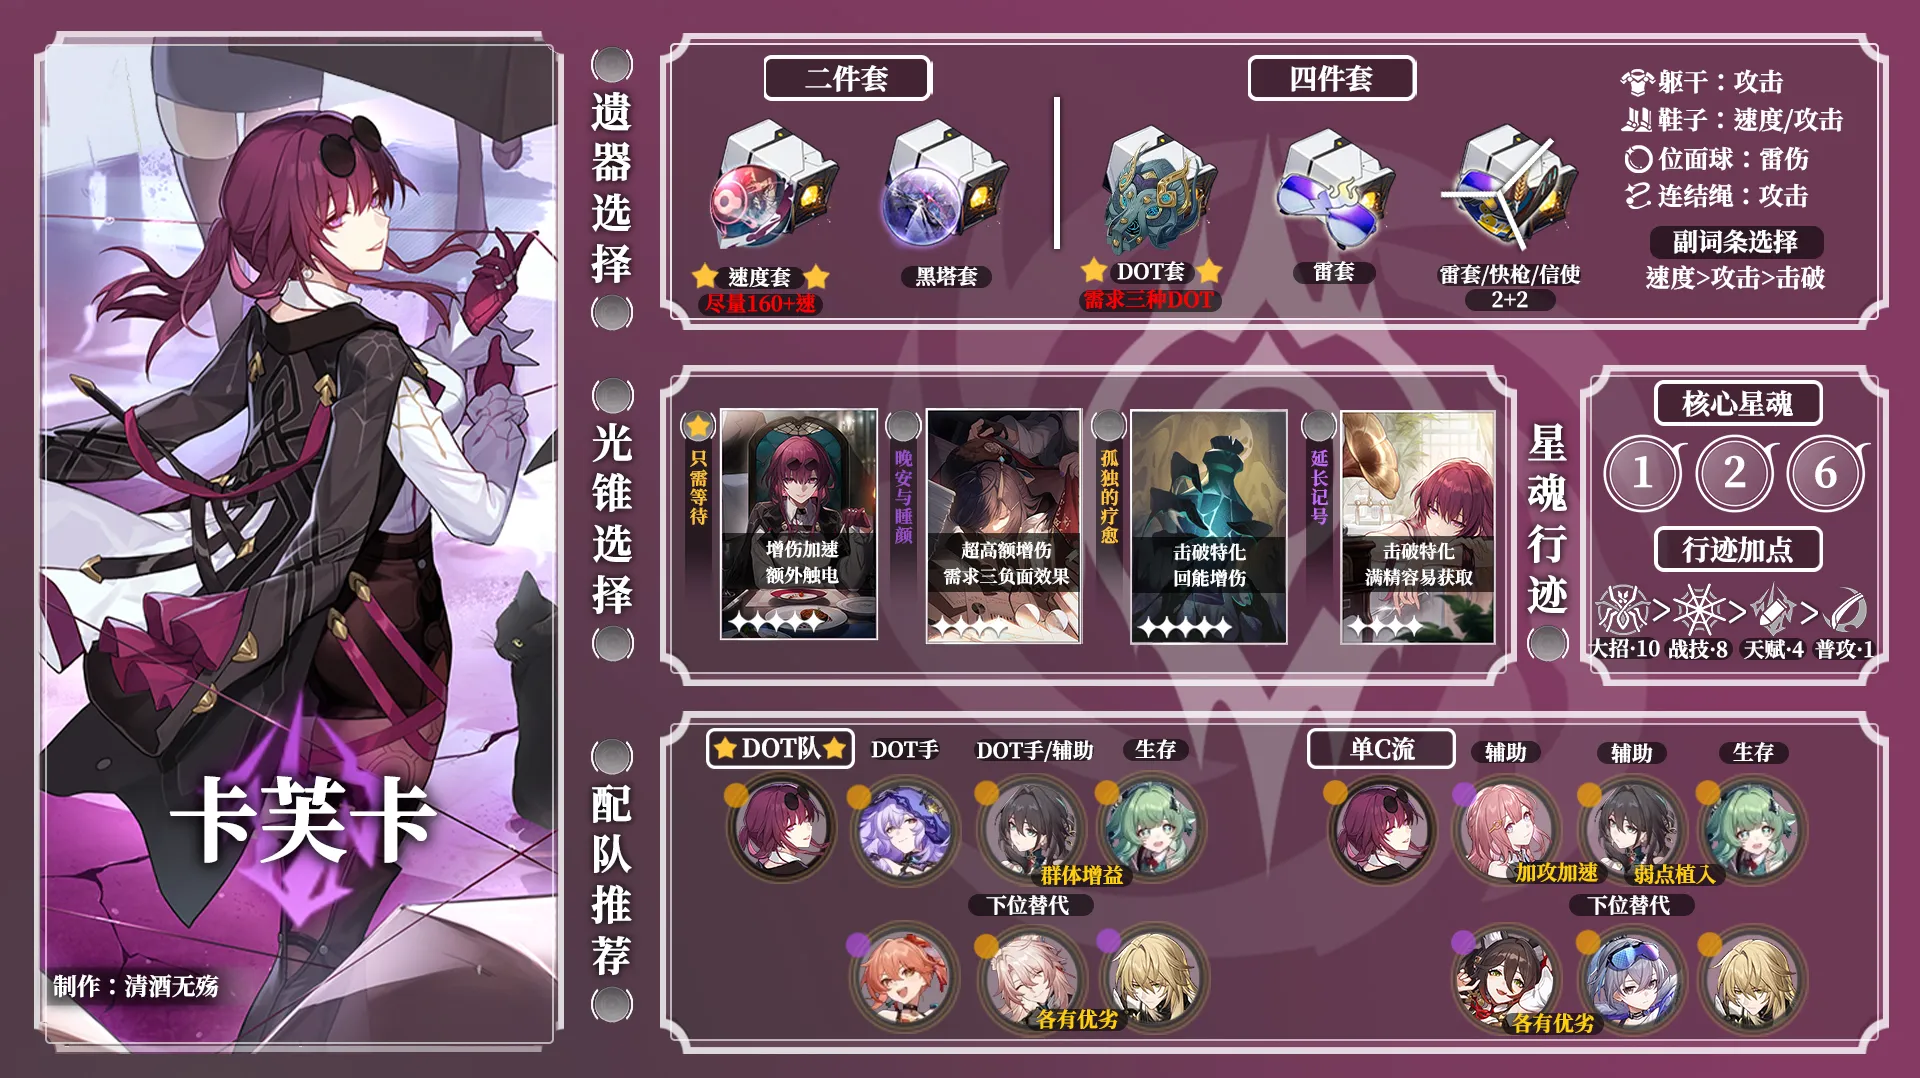 卡芙卡
制作：清酒无殇
遗器选择
二件套
速度套
尽量160+速
黑塔套
四件套
DOT套
需求三种DOT
雷套
雷套/快枪/信使
2+2
躯干：攻击
鞋子：速度/攻击
位面球：雷伤
连结绳：攻击
副词条选择
速度>攻击>击破
光锥选择
只需等待
增伤加速
额外触电
晚安与睡颜
超高额增伤
需求三负面效果
孤独的疗愈
击破特化
回能增伤
延长记号
击破特化
满精容易获取
星魂行迹
核心星魂
1 2 6
行迹加点
> > >
大招·10 战技·8 天赋·4 普攻·1
配队推荐
DOT队 DOT手 DOT手/辅助 生存
群体增益
下位替代
各有优劣
单C流 辅助 辅助 生存
加攻加速 弱点植入
下位替代
各有优劣